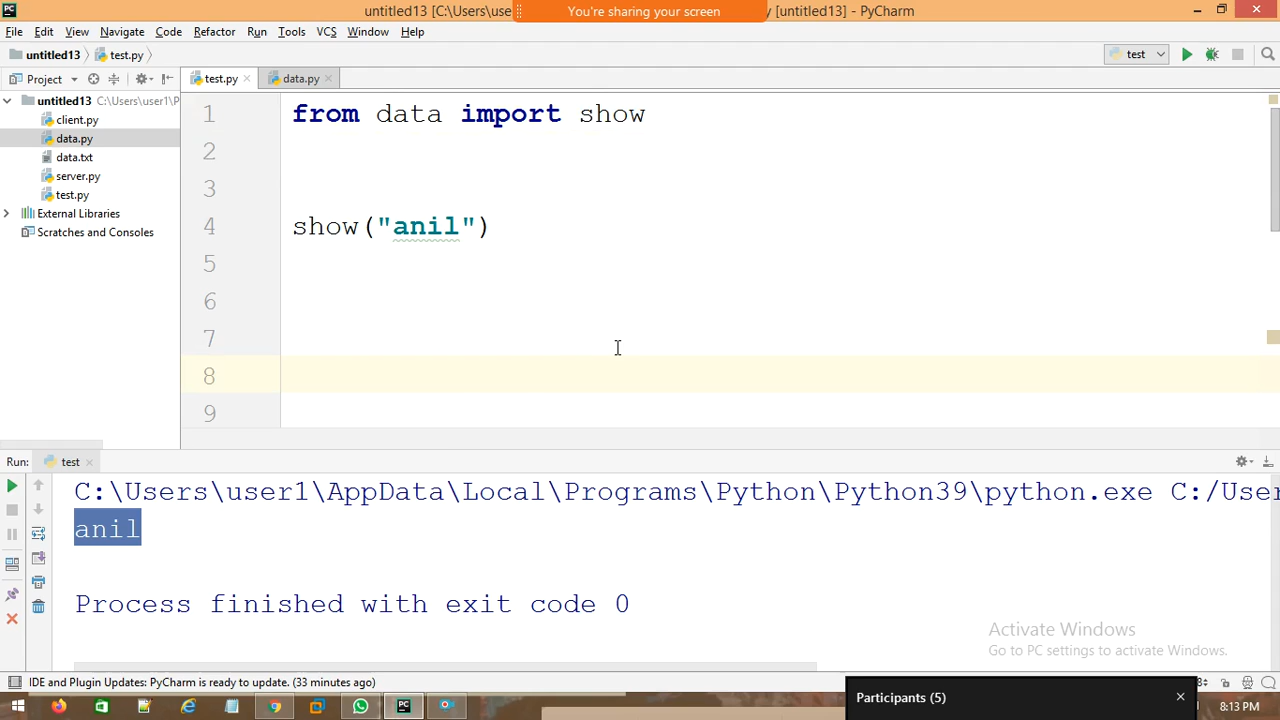 untitled13 [C:\Users\use
You're sharing your screen
y [untitled13] - PyCharm
File Edit View Navigate Code Refactor Run Tools VCS Window Help
untitled13 test.py
test
Project
test.py
data.py
untitled13 C:\Users\user1\P
client.py
data.py
data.txt
server.py
test.py
External Libraries
Scratches and Consoles
1 from data import show
2
3
4 show("anil")
5
6
7
8
9
Run: test
C:\Users\user1\AppData\Local\Programs\Python\Python39\python.exe C:/User
anil
Process finished with exit code 0
Activate Windows
Go to PC settings to activate Windows.
IDE and Plugin Updates: PyCharm is ready to update. (33 minutes ago)
Participants (5)
8:13 PM